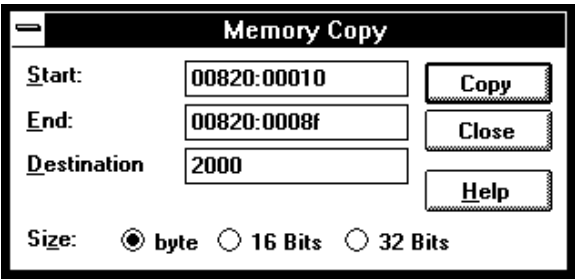 Memory Copy
Start: 00820:00010 Copy
End: 00820:0008f Close
Destination 2000
Help
Size: byte 16 Bits 32 Bits